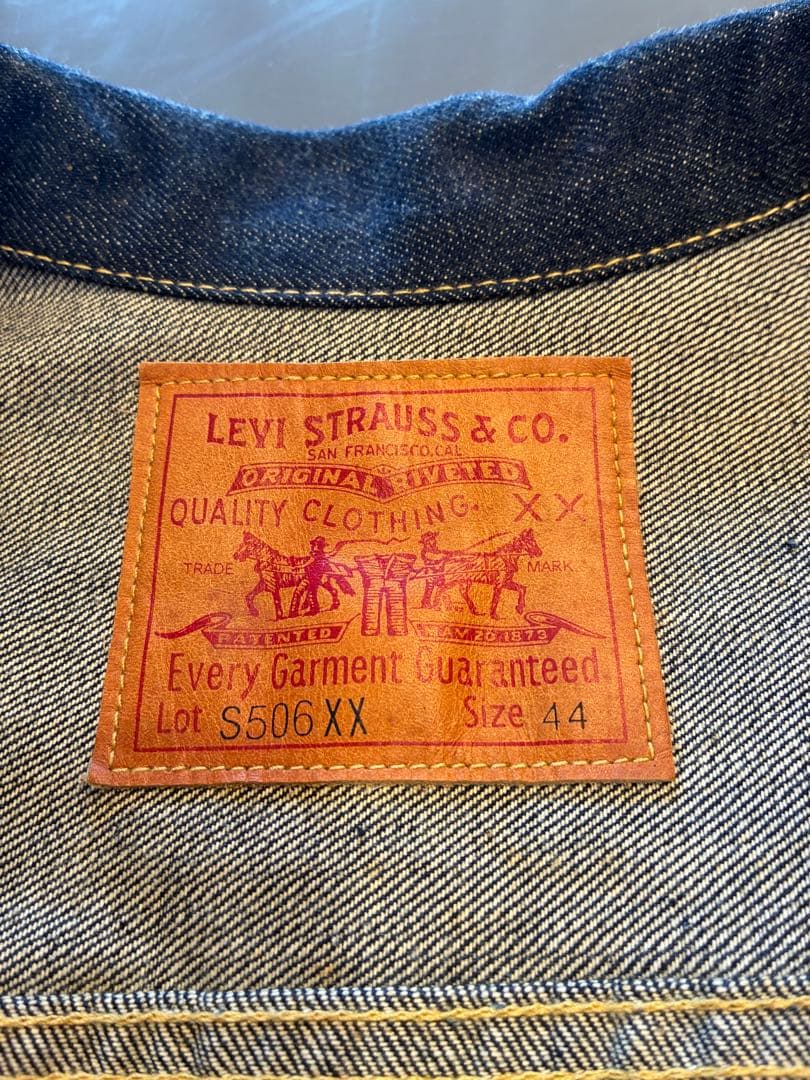 LEVI STRAUSS & CO.
SAN FRANCISCO, CAL.
ORIGINAL RIVETED
QUALITY CLOTHING. XX
TRADE MARK.
PATENTED MAY 20, 1873
Every Garment Guaranteed.
Lot S506XX Size 44